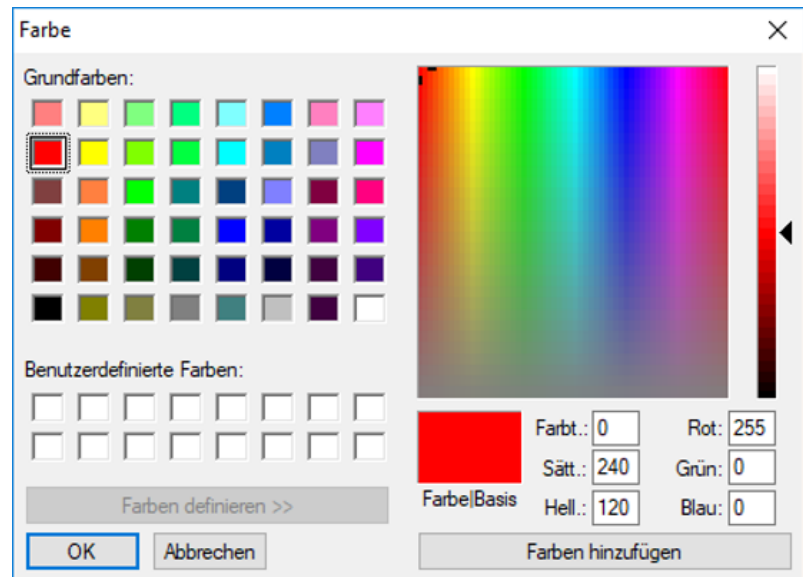 Farbe
Grundfarben:
Benutzerdefinierte Farben:
Farben definieren >>
OK
Abbrechen
Farbe|Basis
Farbt.: 0
Rot: 255
Sätt.: 240
Grün: 0
Hell.: 120
Blau: 0
Farben hinzufügen